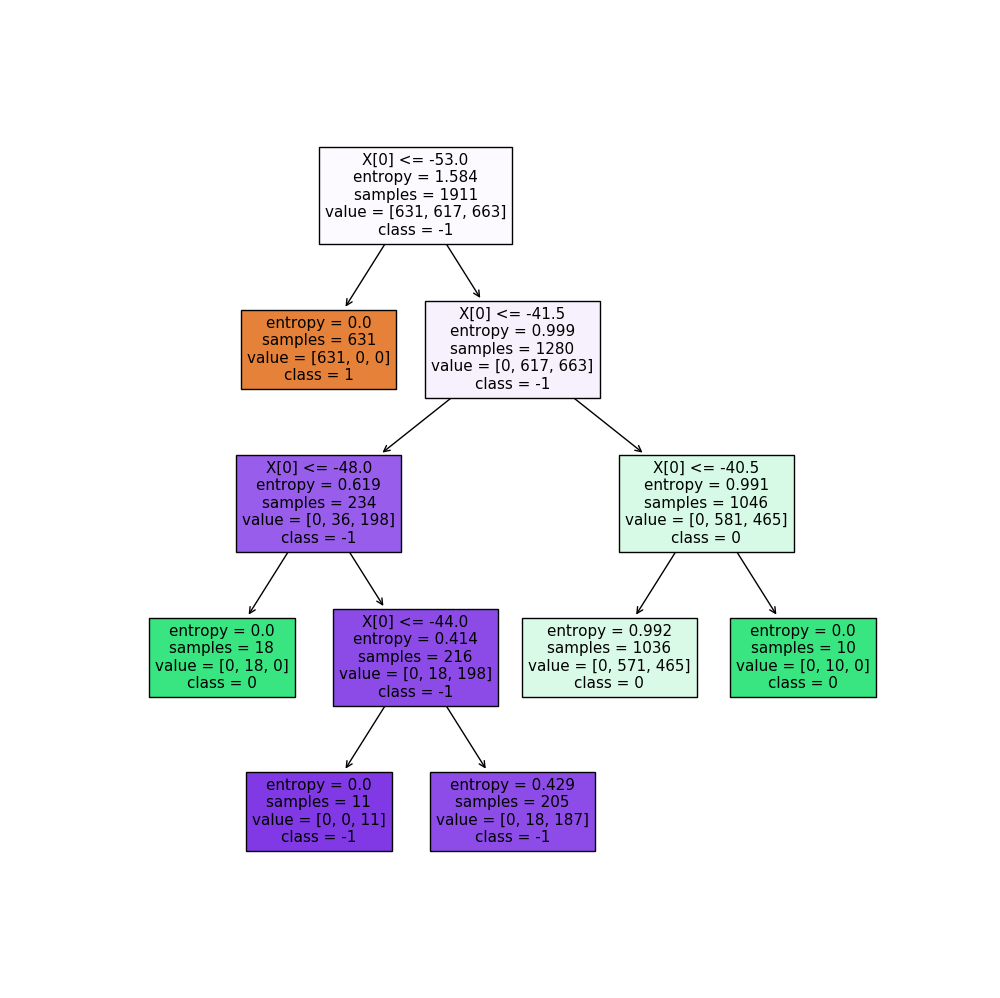 X[0] <= -53.0
entropy = 1.584
samples = 1911
value = [631, 617, 663]
class = -1
entropy = 0.0
samples = 631
value = [631, 0, 0]
class = 1
X[0] <= -41.5
entropy = 0.999
samples = 1280
value = [0, 617, 663]
class = -1
X[0] <= -48.0
entropy = 0.619
samples = 234
value = [0, 36, 198]
class = -1
X[0] <= -40.5
entropy = 0.991
samples = 1046
value = [0, 581, 465]
class = 0
entropy = 0.0
samples = 18
value = [0, 18, 0]
class = 0
X[0] <= -44.0
entropy = 0.414
samples = 216
value = [0, 18, 198]
class = -1
entropy = 0.992
samples = 1036
value = [0, 571, 465]
class = 0
entropy = 0.0
samples = 10
value = [0, 10, 0]
class = 0
entropy = 0.0
samples = 11
value = [0, 0, 11]
class = -1
entropy = 0.429
samples = 205
value = [0, 18, 187]
class = -1